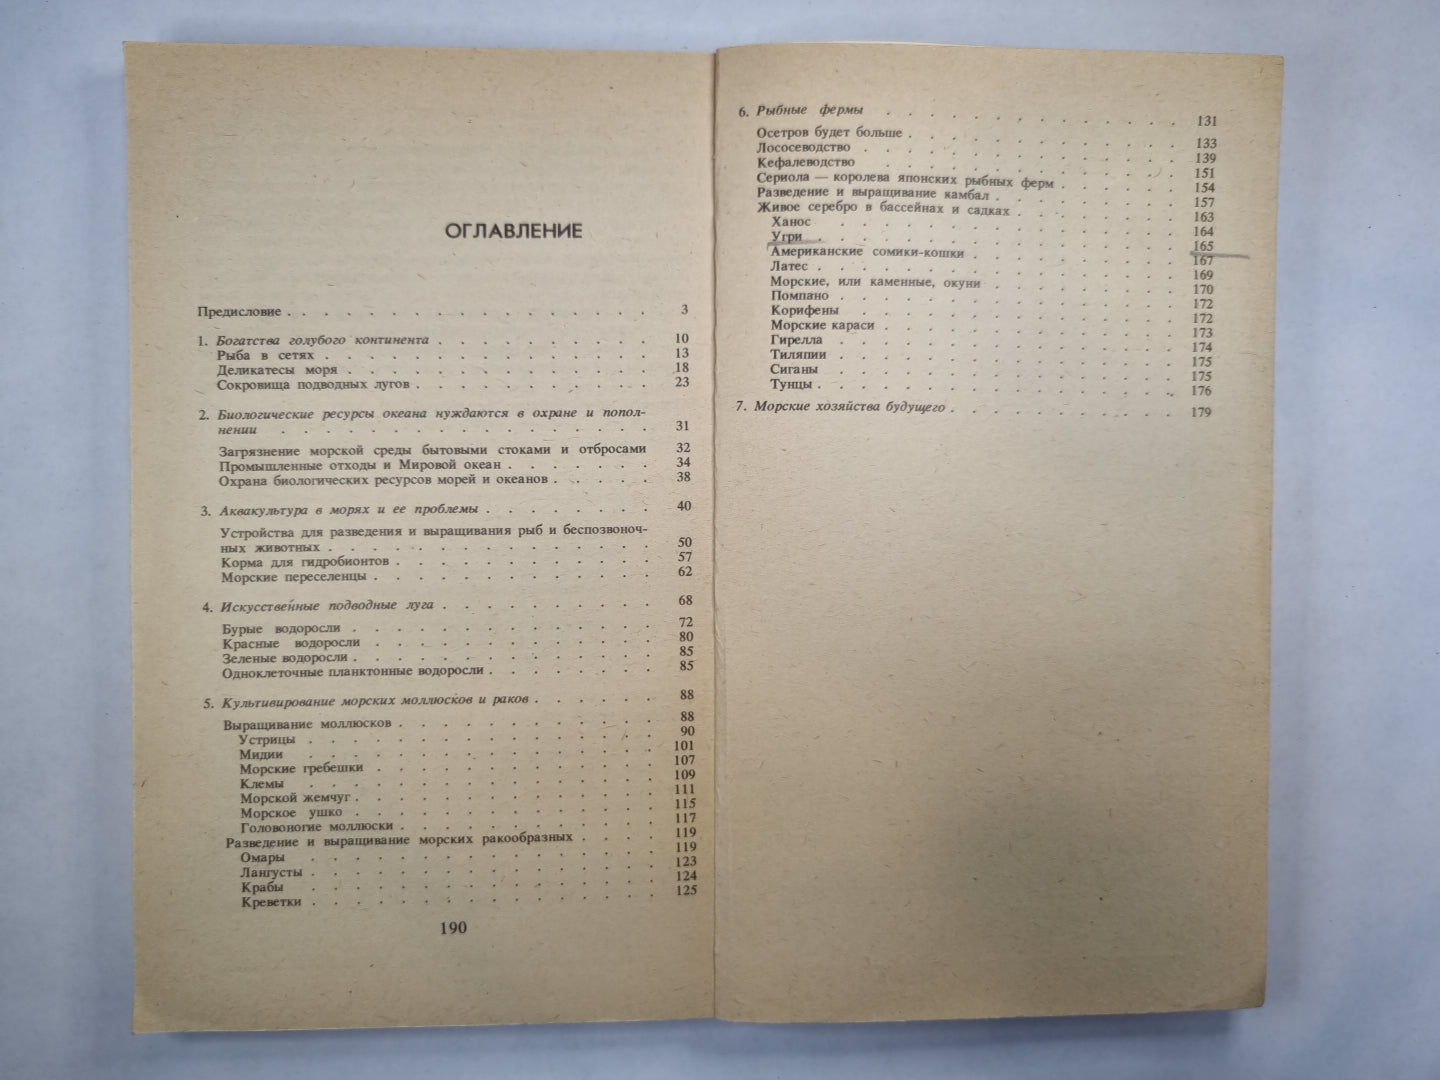 ОГЛАВЛЕНИЕ
Предисловие . . . . . . . . . . . . . . . . 3
1. Богатства голубого континента . . . . . . . . . . 10
Рыба в сетях . . . . . . . . . . . . . . 13
Деликатесы моря . . . . . . . . . . . . . . 18
Сокровища подводных лугов . . . . . . . . . . . 23
2. Биологические ресурсы океана нуждаются в охране и попол-
нении . . . . . . . . . . . . . . . . . 31
Загрязнение морской среды бытовыми стоками и отбросами 32
Промышленные отходы и Мировой океан . . . . . . . 34
Охрана биологических ресурсов морей и океанов . . . . . 38
3. Аквакультура в морях и ее проблемы . . . . . . . . 40
Устройства для разведения и выращивания рыб и беспозвоноч-
ных животных . . . . . . . . . . . . . . . 50
Корма для гидробионтов . . . . . . . . . . . . 57
Морские переселенцы . . . . . . . . . . . . . 62
4. Искусственные подводные луга . . . . . . . . . . 68
Бурые водоросли . . . . . . . . . . . . . . 72
Красные водоросли . . . . . . . . . . . . . 80
Зеленые водоросли . . . . . . . . . . . . . . 85
Одноклеточные планктонные водоросли . . . . . . . . 85
5. Культивирование морских моллюсков и раков . . . . . . 88
Выращивание моллюсков . . . . . . . . . . . . 88
Устрицы . . . . . . . . . . . . . . . . 90
Мидии . . . . . . . . . . . . . . . . 101
Морские гребешки . . . . . . . . . . . . . 107
Клемы . . . . . . . . . . . . . . . . 109
Морской жемчуг . . . . . . . . . . . . . . 111
Морское ушко . . . . . . . . . . . . . . 115
Головоногие моллюски . . . . . . . . . . . . 117
Разведение и выращивание морских ракообразных . . . . 119
Омары . . . . . . . . . . . . . . . . 119
Лангусты . . . . . . . . . . . . . . . . 123
Крабы . . . . . . . . . . . . . . . . 124
Креветки . . . . . . . . . . . . . . . . 125
190
6. Рыбные фермы . . . . . . . . . . . . . . 131
Осетров будет больше . . . . . . . . . . . . . 133
Лососеводство . . . . . . . . . . . . . . . 139
Кефалеводство . . . . . . . . . . . . . . 151
Сериола — королева японских рыбных ферм . . . . . . 154
Разведение и выращивание камбал . . . . . . . . . 157
Живое серебро в бассейнах и садках . . . . . . . . 163
Ханос . . . . . . . . . . . . . . . . 164
Угри . . . . . . . . . . . . . . . . . 165
Американские сомики-кошки . . . . . . . . . . 167
Латес . . . . . . . . . . . . . . . . . 169
Морские, или каменные, окуни . . . . . . . . . 170
Помпано . . . . . . . . . . . . . . . . 172
Корифены . . . . . . . . . . . . . . . 172
Морские караси . . . . . . . . . . . . . . 173
Гирелла . . . . . . . . . . . . . . . . 174
Тиляпии . . . . . . . . . . . . . . . . 175
Сиганы . . . . . . . . . . . . . . . . 175
Тунцы . . . . . . . . . . . . . . . . . 176
7. Морские хозяйства будущего . . . . . . . . . . . 179